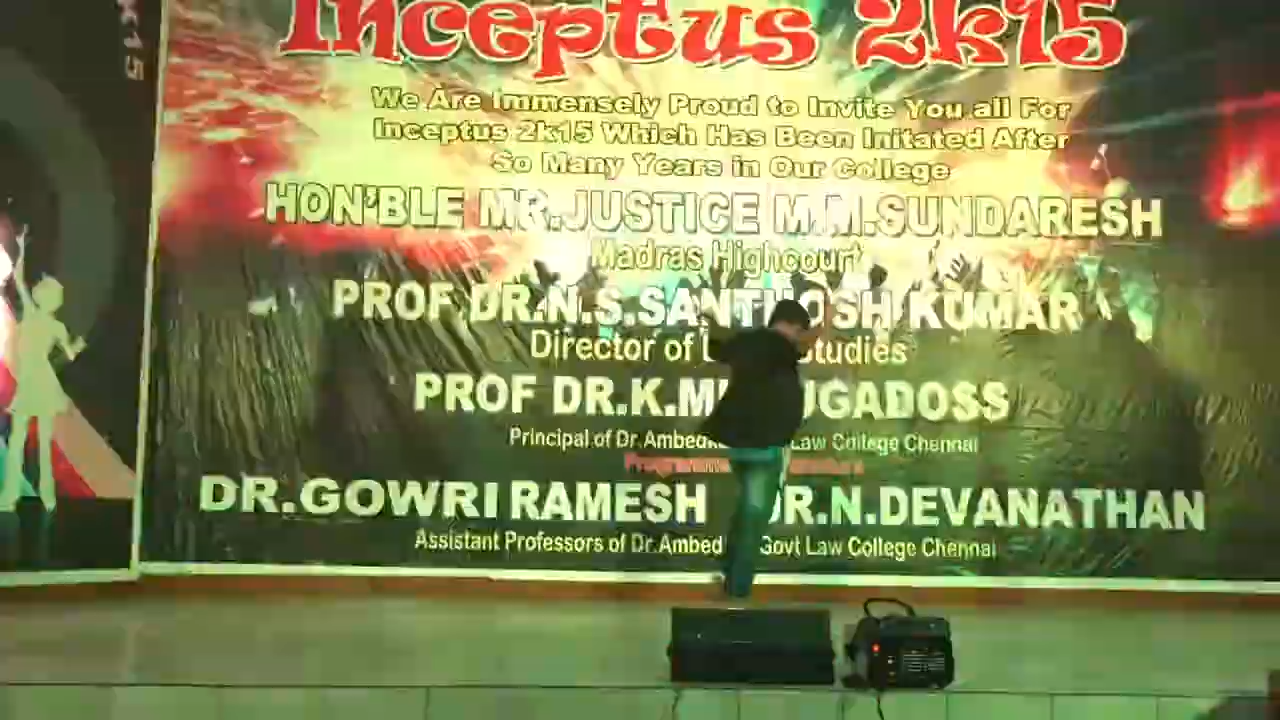 Inceptus 2k15
We Are Immensely Proud to Invite You all For
Inceptus 2k15 Which Has Been Initated After
So Many Years in Our College
HON'BLE MR.JUSTICE M.M.SUNDARESH
Madras Highcourt
PROF.DR.N.S.SANTHOSH KUMAR
Director of Studies
PROF DR.K.M UGADOSS
Principal of Dr.Ambed Law College Chennai
DR.GOWRI RAMESH DR.N.DEVANATHAN
Assistant Professors of Dr.Ambed Govt Law College Chennai